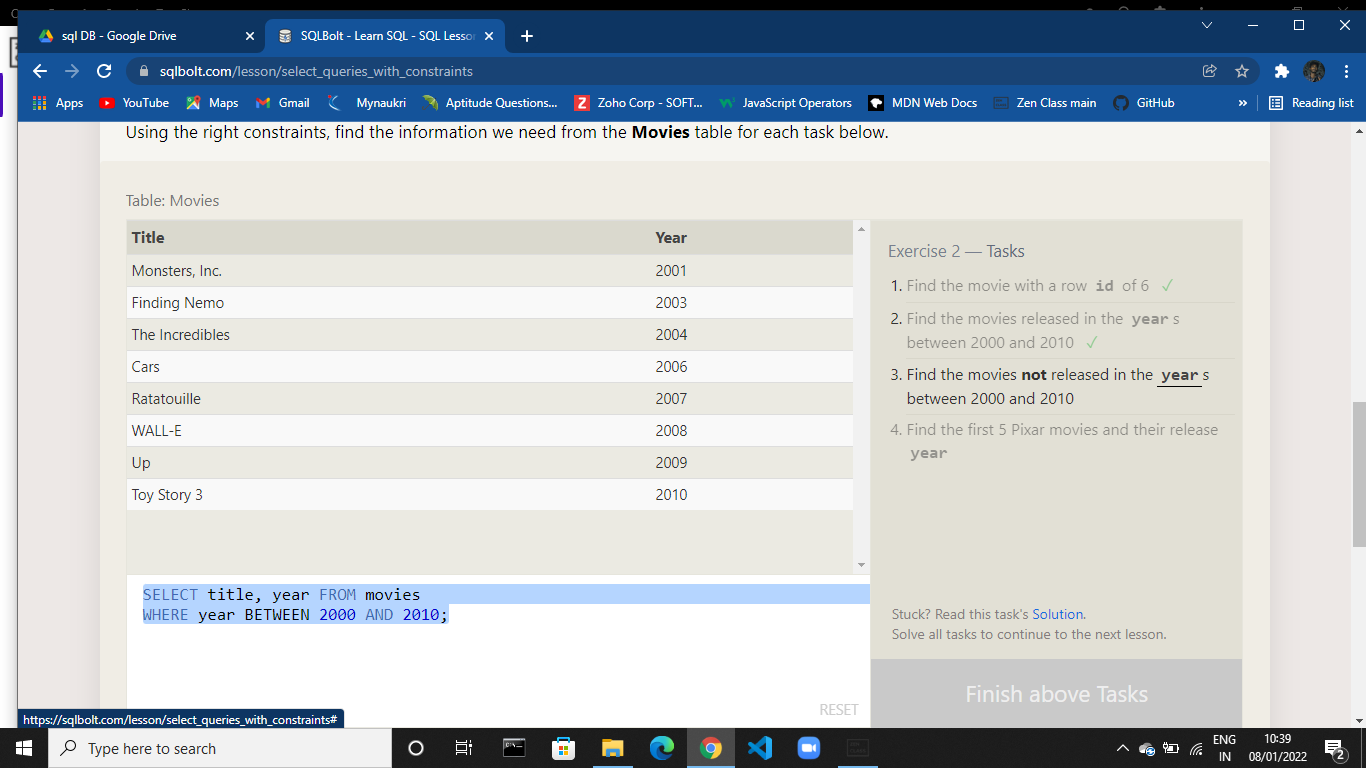 sql DB - Google Drive
SQLBolt - Learn SQL - SQL Lesson
sqlbolt.com/lesson/select_queries_with_constraints
Apps YouTube Maps Gmail Mynaukri Aptitude Questions... Zoho Corp - SOFT... JavaScript Operators MDN Web Docs Zen Class main GitHub » Reading list
Using the right constraints, find the information we need from the Movies table for each task below.
Table: Movies
Title Year
Monsters, Inc. 2001
Finding Nemo 2003
The Incredibles 2004
Cars 2006
Ratatouille 2007
WALL-E 2008
Up 2009
Toy Story 3 2010
SELECT title, year FROM movies
WHERE year BETWEEN 2000 AND 2010;
RESET
Exercise 2 — Tasks
1. Find the movie with a row id of 6 ✓
2. Find the movies released in the year s
between 2000 and 2010 ✓
3. Find the movies not released in the year s
between 2000 and 2010
4. Find the first 5 Pixar movies and their release
year
Stuck? Read this task's Solution.
Solve all tasks to continue to the next lesson.
Finish above Tasks
https://sqlbolt.com/lesson/select_queries_with_constraints#
Type here to search
ENG
IN
10:39
08/01/2022
2